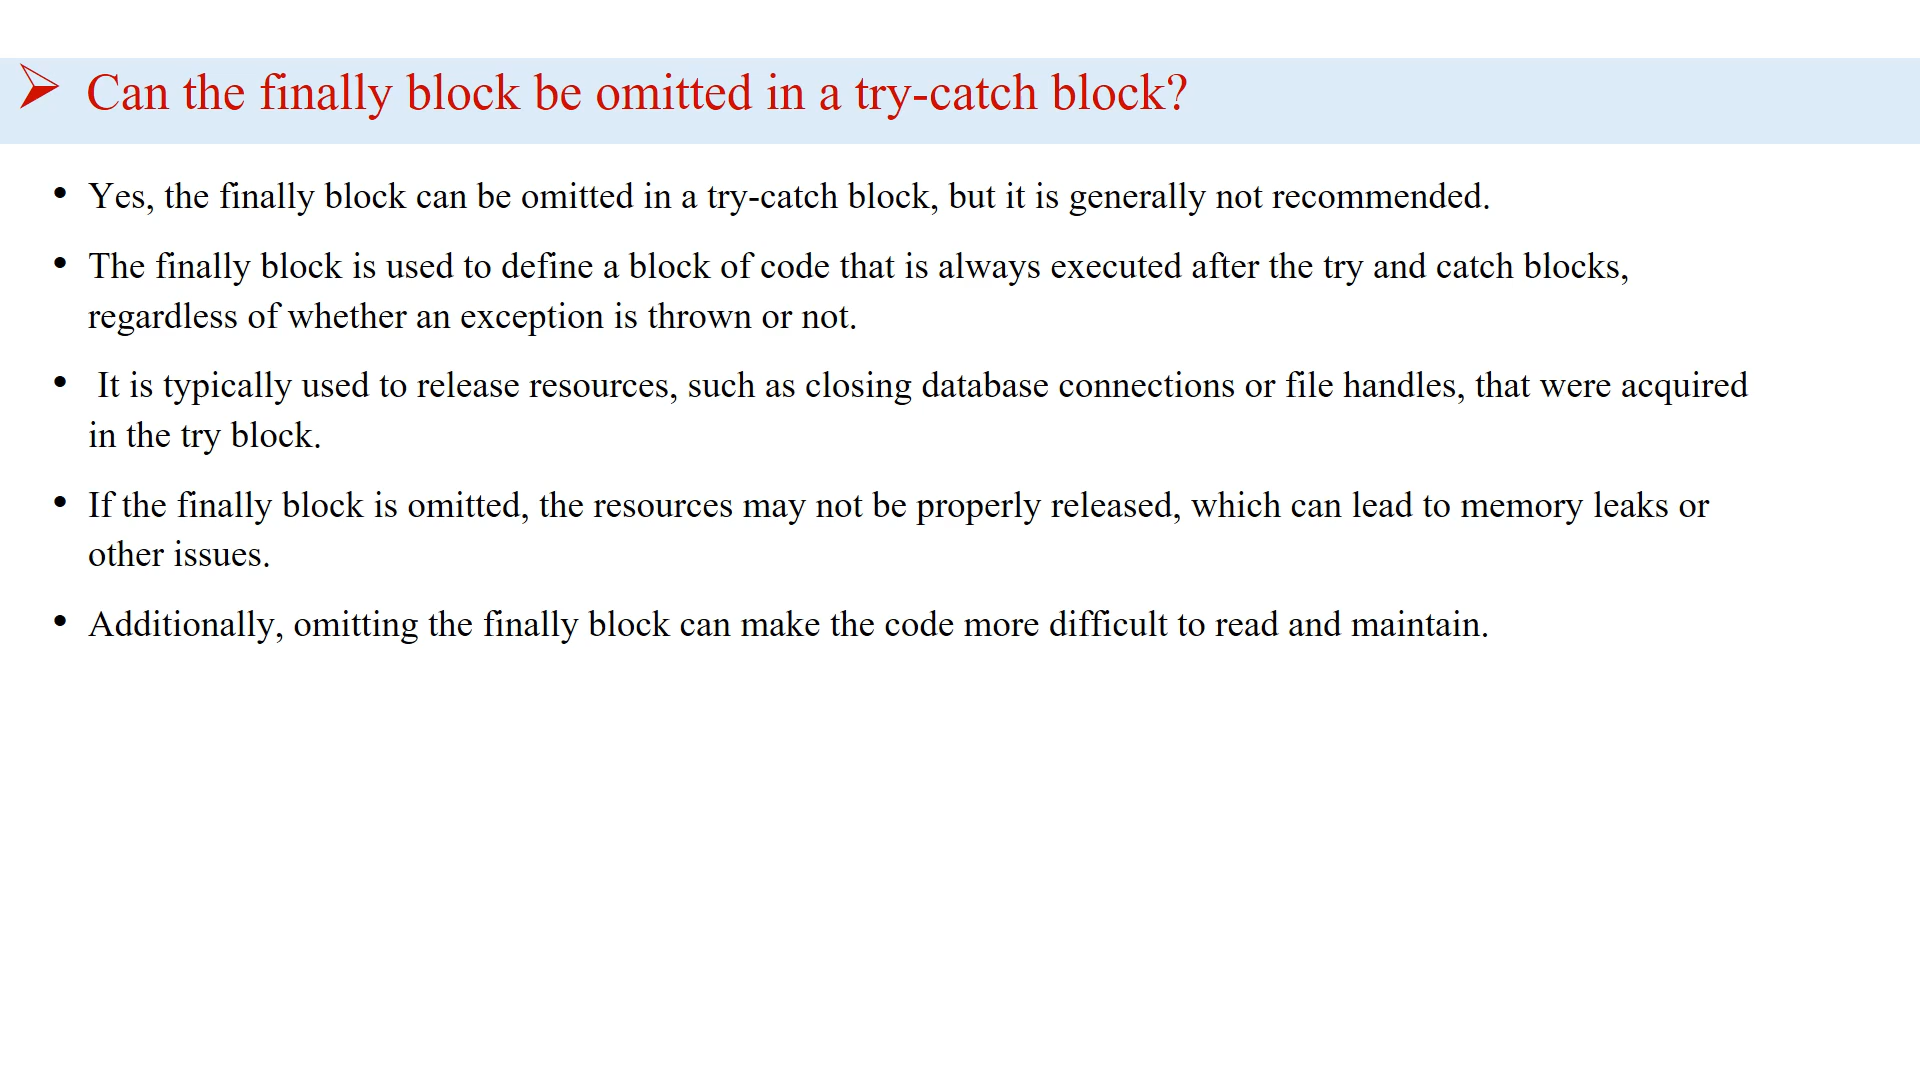 ➢ Can the finally block be omitted in a try-catch block?
• Yes, the finally block can be omitted in a try-catch block, but it is generally not recommended.
• The finally block is used to define a block of code that is always executed after the try and catch blocks,
regardless of whether an exception is thrown or not.
• It is typically used to release resources, such as closing database connections or file handles, that were acquired
in the try block.
• If the finally block is omitted, the resources may not be properly released, which can lead to memory leaks or
other issues.
• Additionally, omitting the finally block can make the code more difficult to read and maintain.